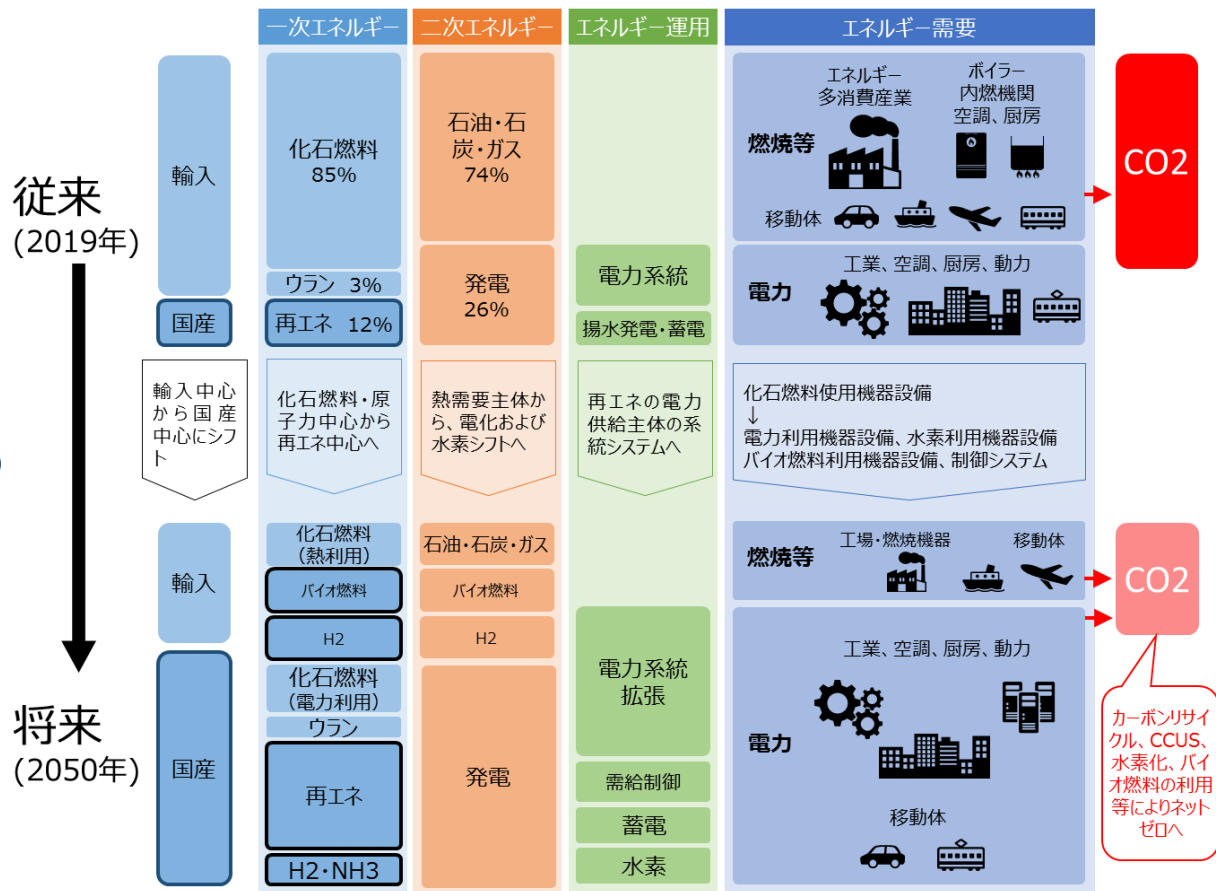 一次エネルギー
二次エネルギー
エネルギー運用
エネルギー需要
従来
(2019年)
輸入
国産
化石燃料
85%
ウラン 3%
再エネ 12%
石油・石
炭・ガス
74%
発電
26%
電力系統
揚水発電・蓄電
燃焼等
エネルギー
多消費産業
ボイラー
内燃機関
空調、厨房
移動体
電力
工業、空調、厨房、動力
CO2
輸入中心
から国産
中心にシフ
ト
化石燃料・原
子力中心から
再エネ中心へ
熱需要主体か
ら、電化および
水素シフトへ
再エネの電力
供給主体の系
統システムへ
化石燃料使用機器設備
↓
電力利用機器設備、水素利用機器設備
バイオ燃料利用機器設備、制御システム
将来
(2050年)
輸入
国産
化石燃料
(熱利用)
バイオ燃料
H2
化石燃料
(電力利用)
ウラン
再エネ
H2・NH3
石油・石炭・ガス
バイオ燃料
H2
発電
電力系統
拡張
需給制御
蓄電
水素
燃焼等
工場・燃焼機器
移動体
電力
工業、空調、厨房、動力
移動体
CO2
カーボンリサイ
クル、CCUS、
水素化、バイ
オ燃料の利用
等によりネット
ゼロへ